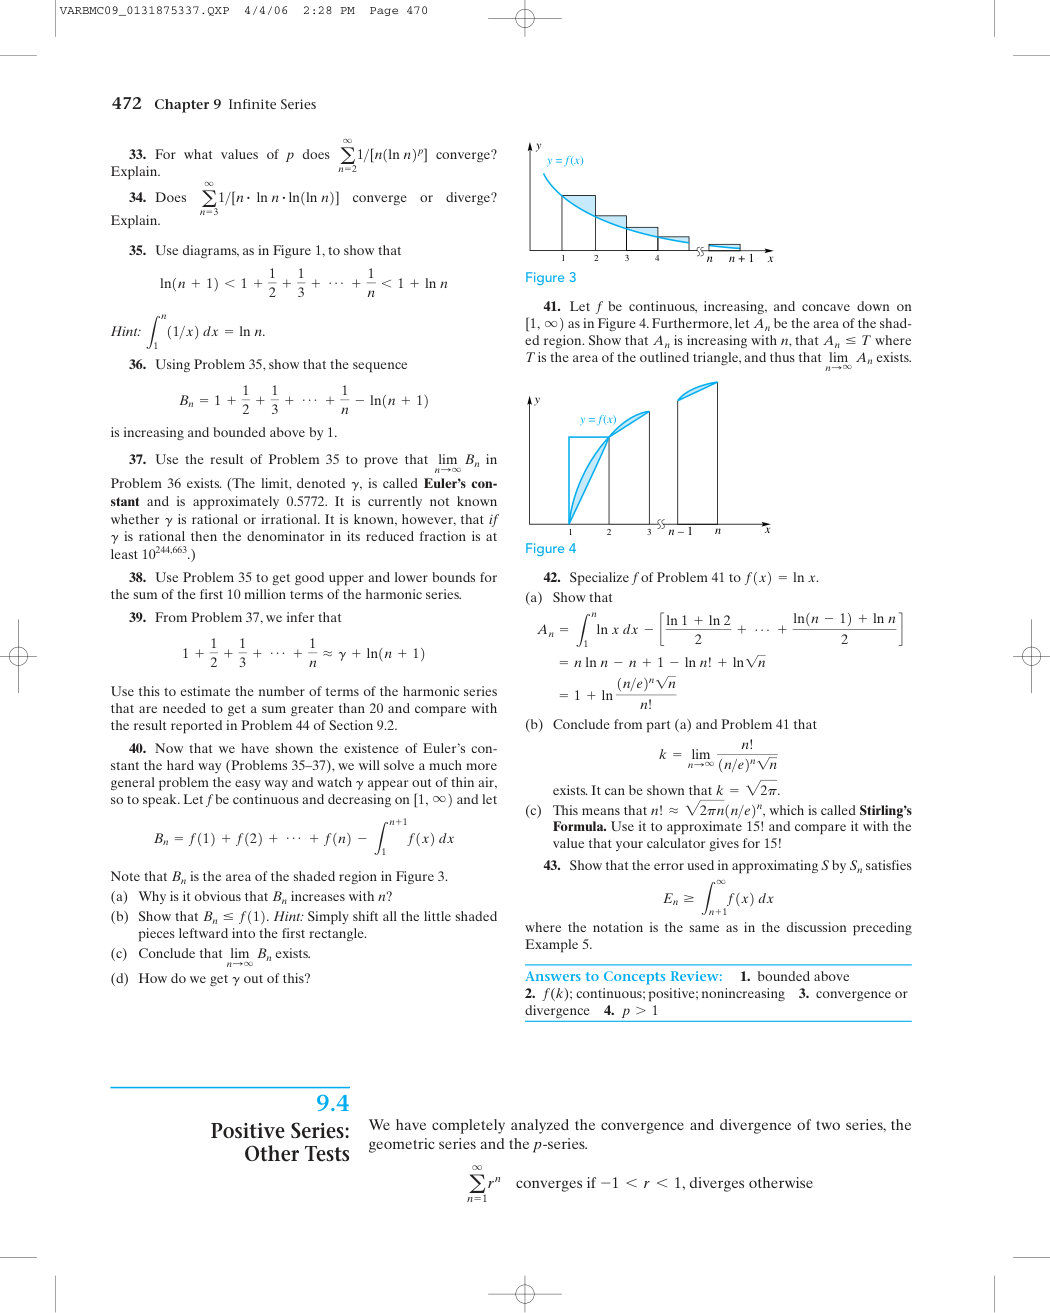 VARBMC09_0131875337.QXP 4/4/06 2:28 PM Page 470
472 Chapter 9 Infinite Series
33. For what values of p does ∑_{n=2}^{∞} 1/[n(ln n)^p] converge?
Explain.
34. Does ∑_{n=3}^{∞} 1/[n · ln n · ln(ln n)] converge or diverge?
Explain.
35. Use diagrams, as in Figure 1, to show that
ln(n + 1) < 1 + 1/2 + 1/3 + ⋯ + 1/n < 1 + ln n
Hint: ∫_1^n (1/x) dx = ln n.
36. Using Problem 35, show that the sequence
B_n = 1 + 1/2 + 1/3 + ⋯ + 1/n − ln(n + 1)
is increasing and bounded above by 1.
37. Use the result of Problem 35 to prove that lim_{n→∞} B_n in
Problem 36 exists. (The limit, denoted γ, is called Euler's con-
stant and is approximately 0.5772. It is currently not known
whether γ is rational or irrational. It is known, however, that if
γ is rational then the denominator in its reduced fraction is at
least 10^{244,663}.)
38. Use Problem 35 to get good upper and lower bounds for
the sum of the first 10 million terms of the harmonic series.
39. From Problem 37, we infer that
1 + 1/2 + 1/3 + ⋯ + 1/n ≈ γ + ln(n + 1)
Use this to estimate the number of terms of the harmonic series
that are needed to get a sum greater than 20 and compare with
the result reported in Problem 44 of Section 9.2.
40. Now that we have shown the existence of Euler's con-
stant the hard way (Problems 35–37), we will solve a much more
general problem the easy way and watch γ appear out of thin air,
so to speak. Let f be continuous and decreasing on [1, ∞) and let
B_n = f(1) + f(2) + ⋯ + f(n) − ∫_1^{n+1} f(x) dx
Note that B_n is the area of the shaded region in Figure 3.
(a) Why is it obvious that B_n increases with n?
(b) Show that B_n ≤ f(1). Hint: Simply shift all the little shaded
pieces leftward into the first rectangle.
(c) Conclude that lim_{n→∞} B_n exists.
(d) How do we get γ out of this?
y
y = f(x)
1 2 3 4 n n + 1 x
Figure 3
41. Let f be continuous, increasing, and concave down on
[1, ∞) as in Figure 4. Furthermore, let A_n be the area of the shad-
ed region. Show that A_n is increasing with n, that A_n ≤ T where
T is the area of the outlined triangle, and thus that lim_{n→∞} A_n exists.
y
y = f(x)
1 2 3 n – 1 n x
Figure 4
42. Specialize f of Problem 41 to f(x) = ln x.
(a) Show that
A_n = ∫_1^n ln x dx − [(ln 1 + ln 2)/2 + ⋯ + (ln(n − 1) + ln n)/2]
= n ln n − n + 1 − ln n! + ln√n
= 1 + ln (n/e)^n √n / n!
(b) Conclude from part (a) and Problem 41 that
k = lim_{n→∞} n! / ((n/e)^n √n)
exists. It can be shown that k = √(2π).
(c) This means that n! ≈ √(2πn)(n/e)^n, which is called Stirling's
Formula. Use it to approximate 15! and compare it with the
value that your calculator gives for 15!
43. Show that the error used in approximating S by S_n satisfies
E_n ≥ ∫_{n+1}^{∞} f(x) dx
where the notation is the same as in the discussion preceding
Example 5.
Answers to Concepts Review: 1. bounded above
2. f(k); continuous; positive; nonincreasing 3. convergence or
divergence 4. p > 1
9.4
Positive Series:
Other Tests
We have completely analyzed the convergence and divergence of two series, the
geometric series and the p-series.
∑_{n=1}^{∞} r^n converges if −1 < r < 1, diverges otherwise